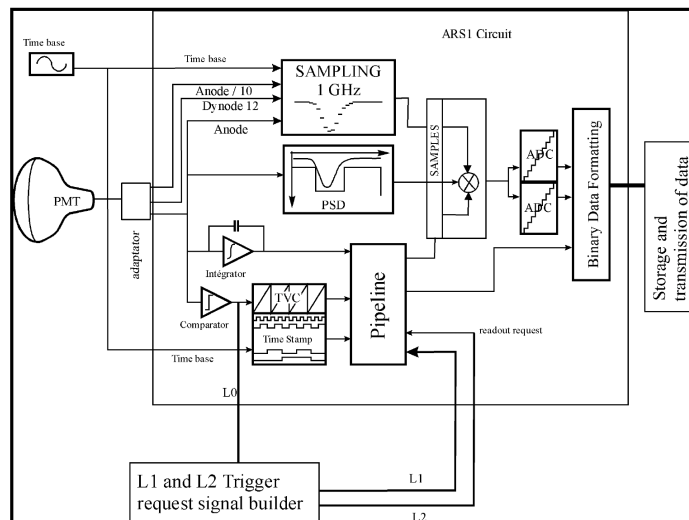 ARS1 Circuit
Time base
Time base
SAMPLING
1 GHz
Anode / 10
Dynode 12
Anode
SAMPLES
ADC
ADC
Binary Data Formatting
Storage and
transmission of data
PMT
adaptator
PSD
Intégrator
Pipeline
Comparator
TVC
Time Stamp
readout request
Time base
L0
L1 and L2 Trigger
request signal builder
L1
L2